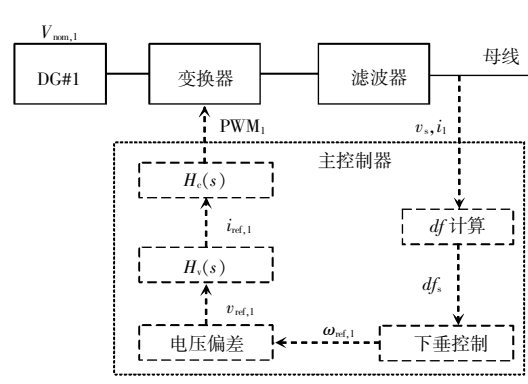 V_nom,1
DG#1
变换器
滤波器
母线
PWM₁
v_s,i₁
主控制器
H_c(s)
df计算
i_ref,1
H_v(s)
df_s
v_ref,1
电压偏差
ω_ref,1
下垂控制